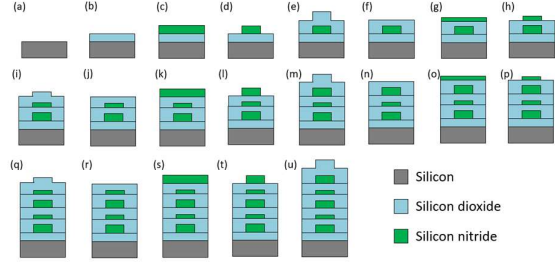 (a) (b) (c) (d) (e) (f) (g) (h)
(i) (j) (k) (l) (m) (n) (o) (p)
(q) (r) (s) (t) (u)
Silicon
Silicon dioxide
Silicon nitride